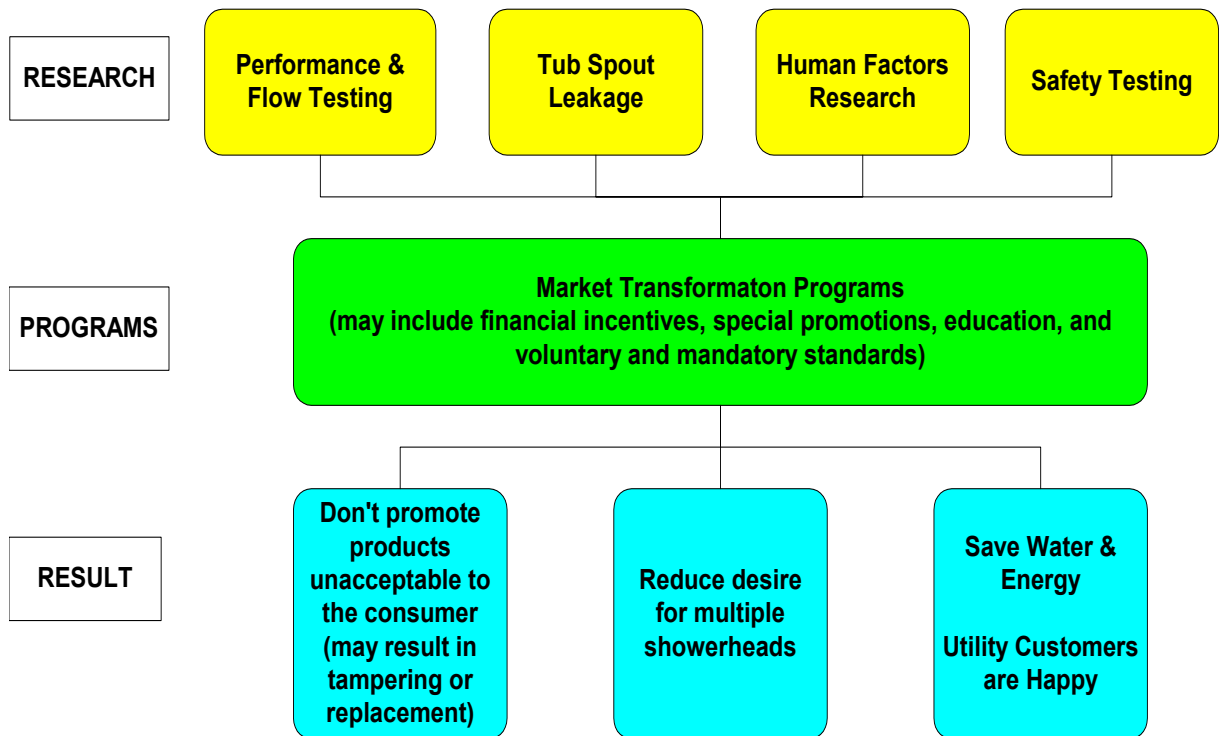 RESEARCH
Performance &
Flow Testing
Tub Spout
Leakage
Human Factors
Research
Safety Testing
PROGRAMS
Market Transformaton Programs
(may include financial incentives, special promotions, education, and
voluntary and mandatory standards)
RESULT
Don't promote
products
unacceptable to
the consumer
(may result in
tampering or
replacement)
Reduce desire
for multiple
showerheads
Save Water &
Energy
Utility Customers
are Happy